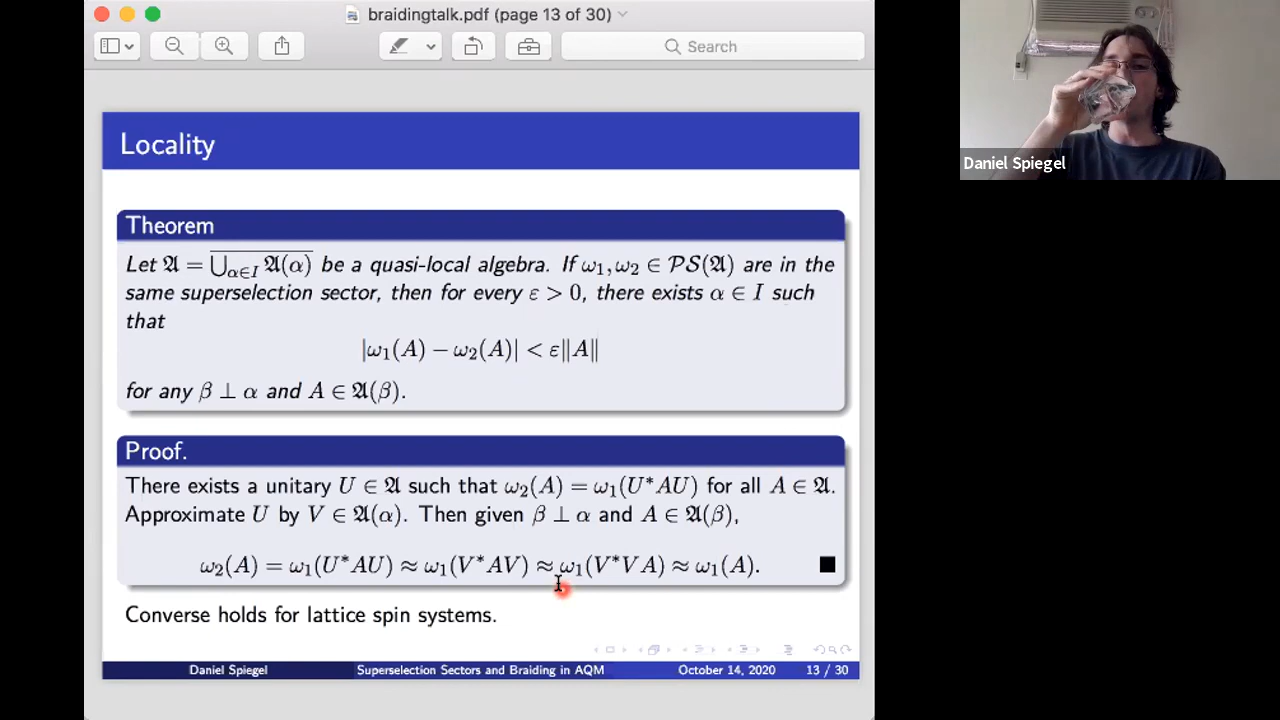 braidingtalk.pdf (page 13 of 30)
Search
Locality
Theorem
Let 𝔄 = \overline{⋃_{α∈I} 𝔄(α)} be a quasi-local algebra. If ω₁, ω₂ ∈ 𝒫𝒮(𝔄) are in the
same superselection sector, then for every ε > 0, there exists α ∈ I such
that
|ω₁(A) − ω₂(A)| < ε‖A‖
for any β ⊥ α and A ∈ 𝔄(β).
Proof.
There exists a unitary U ∈ 𝔄 such that ω₂(A) = ω₁(U*AU) for all A ∈ 𝔄.
Approximate U by V ∈ 𝔄(α). Then given β ⊥ α and A ∈ 𝔄(β),
ω₂(A) = ω₁(U*AU) ≈ ω₁(V*AV) ≈ ω₁(V*VA) ≈ ω₁(A). ■
Converse holds for lattice spin systems.
Daniel Spiegel Superselection Sectors and Braiding in AQM October 14, 2020 13 / 30
Daniel Spiegel